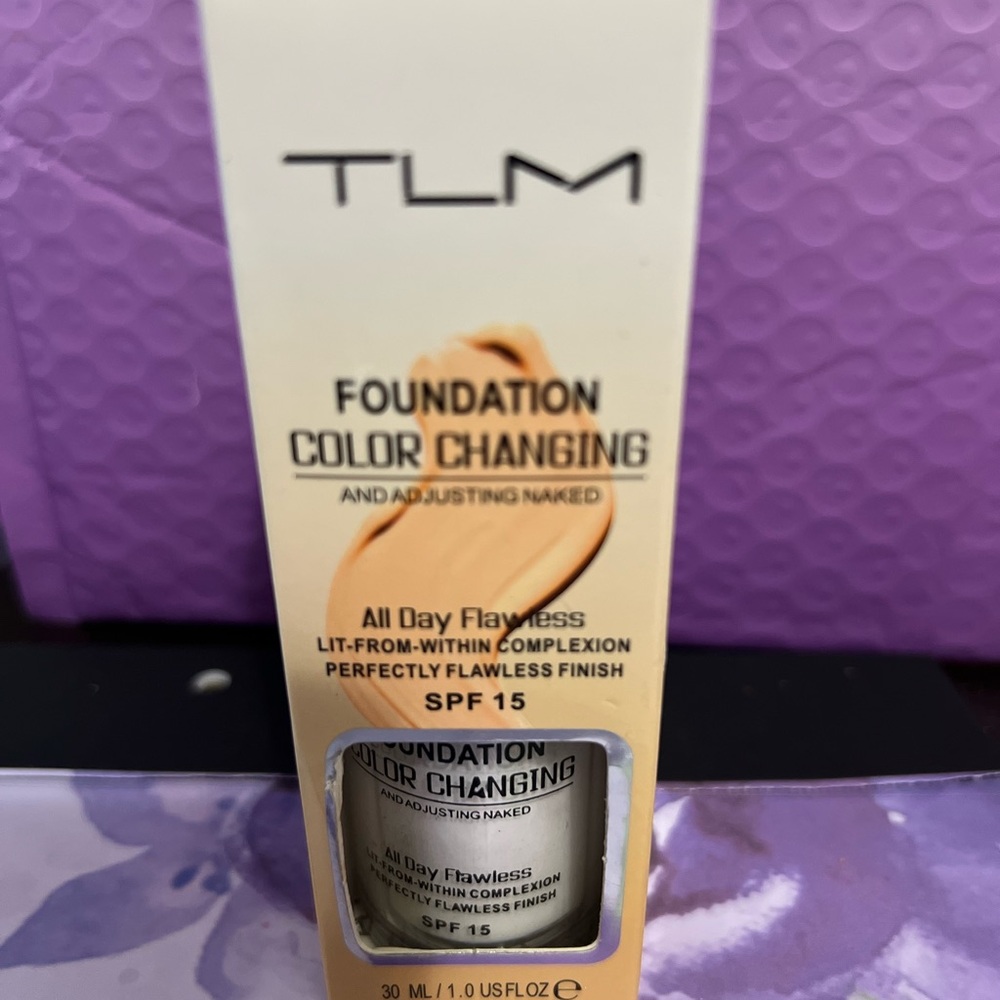 TLM
FOUNDATION
COLOR CHANGING
AND ADJUSTING NAKED
All Day Flawless
LIT-FROM-WITHIN COMPLEXION
PERFECTLY FLAWLESS FINISH
SPF 15
FOUNDATION
COLOR CHANGING
AND ADJUSTING NAKED
All Day Flawless
LIT-FROM-WITHIN COMPLEXION
PERFECTLY FLAWLESS FINISH
SPF 15
30 ML / 1.0 US FL OZ ℮